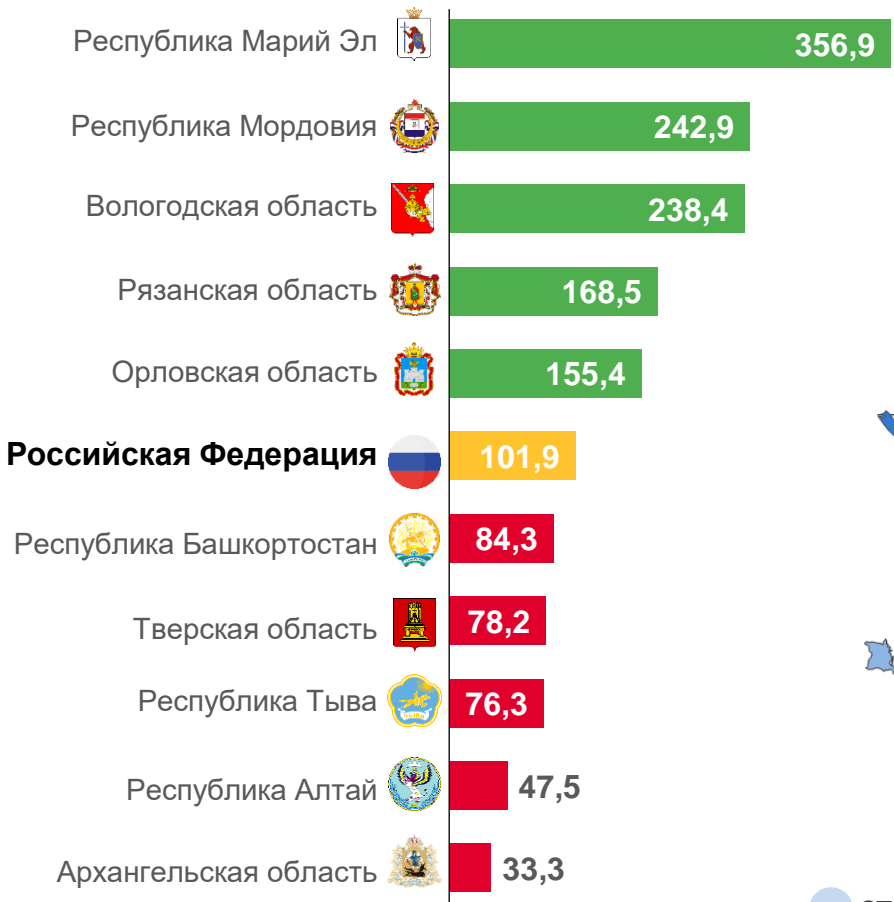 Республика Марий Эл 356,9
Республика Мордовия 242,9
Вологодская область 238,4
Рязанская область 168,5
Орловская область 155,4
Российская Федерация 101,9
Республика Башкортостан 84,3
Тверская область 78,2
Республика Тыва 76,3
Республика Алтай 47,5
Архангельская область 33,3